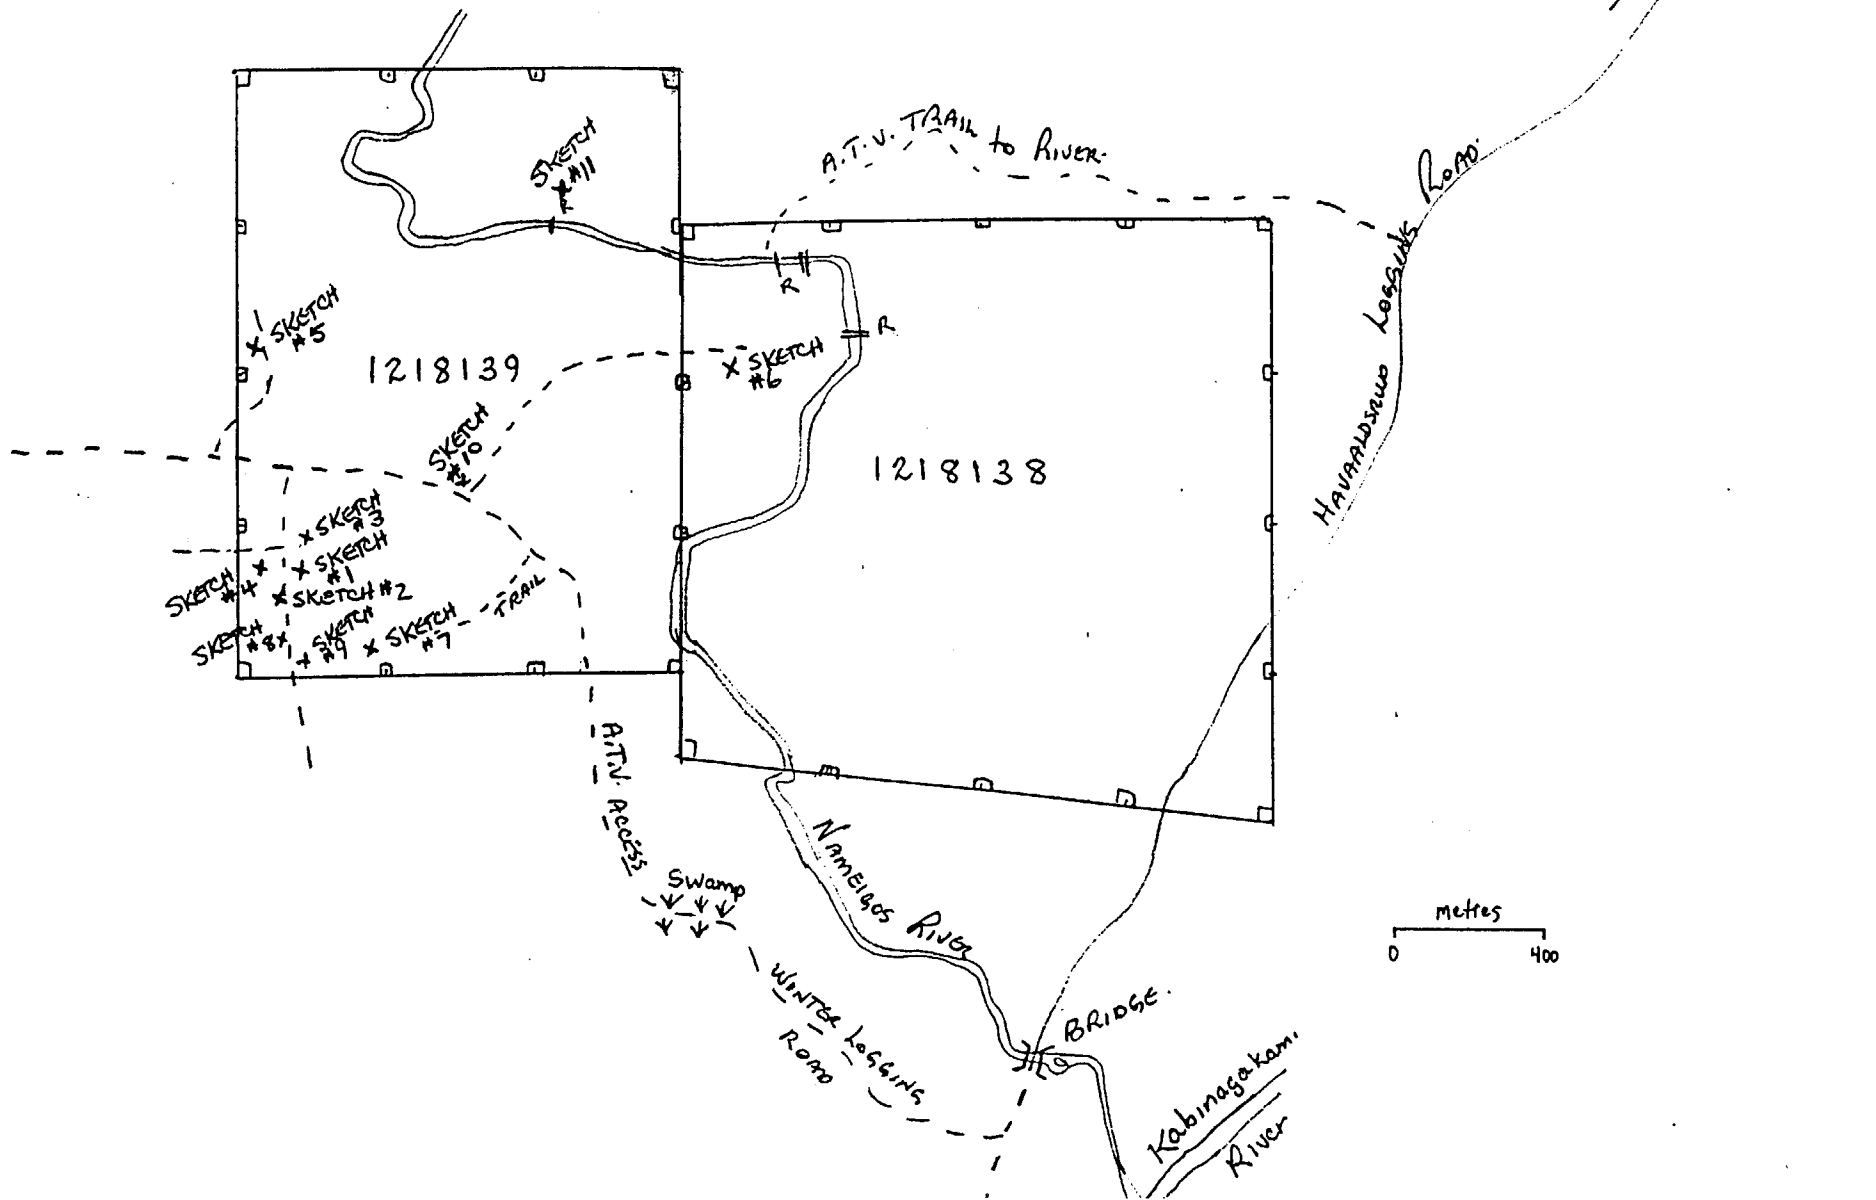 SKETCH
#11
R
A.T.V. TRAIL to RIVER.
ROAD.
HAVAALDSRUD LOGGING
R
R
SKETCH
#5
1218139
SKETCH
#6
SKETCH
#10
1218138
SKETCH
#3
SKETCH
#1
SKETCH
#4
SKETCH #2
SKETCH
#8
SKETCH
#9
SKETCH
#7
TRAIL
A.T.V. ACCESS
Swamp
NAMEIGOS RIVER
metres
0 400
WINTER LOGGING
ROAD
BRIDGE.
Kabinagakam.
River